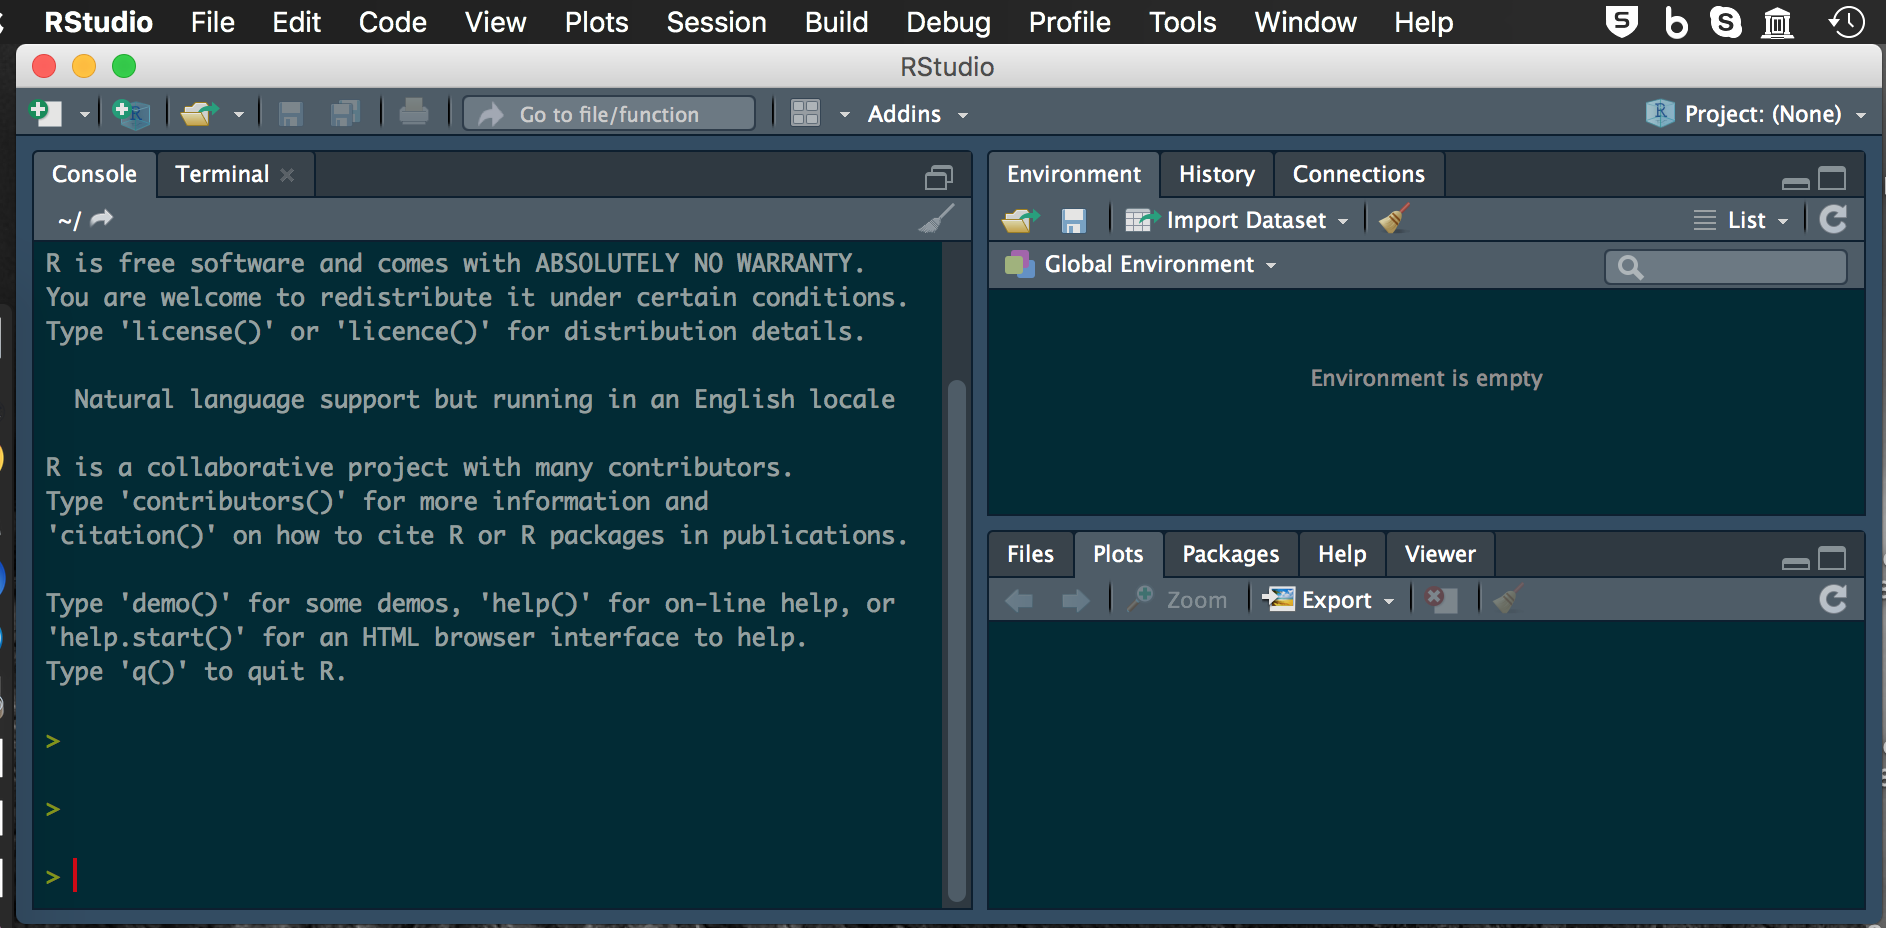 RStudio File Edit Code View Plots Session Build Debug Profile Tools Window Help
RStudio
Go to file/function Addins Project: (None)
Console Terminal
~/
R is free software and comes with ABSOLUTELY NO WARRANTY.
You are welcome to redistribute it under certain conditions.
Type 'license()' or 'licence()' for distribution details.
Natural language support but running in an English locale
R is a collaborative project with many contributors.
Type 'contributors()' for more information and
'citation()' on how to cite R or R packages in publications.
Type 'demo()' for some demos, 'help()' for on-line help, or
'help.start()' for an HTML browser interface to help.
Type 'q()' to quit R.
>
>
>
Environment History Connections
Import Dataset List
Global Environment
Environment is empty
Files Plots Packages Help Viewer
Zoom Export